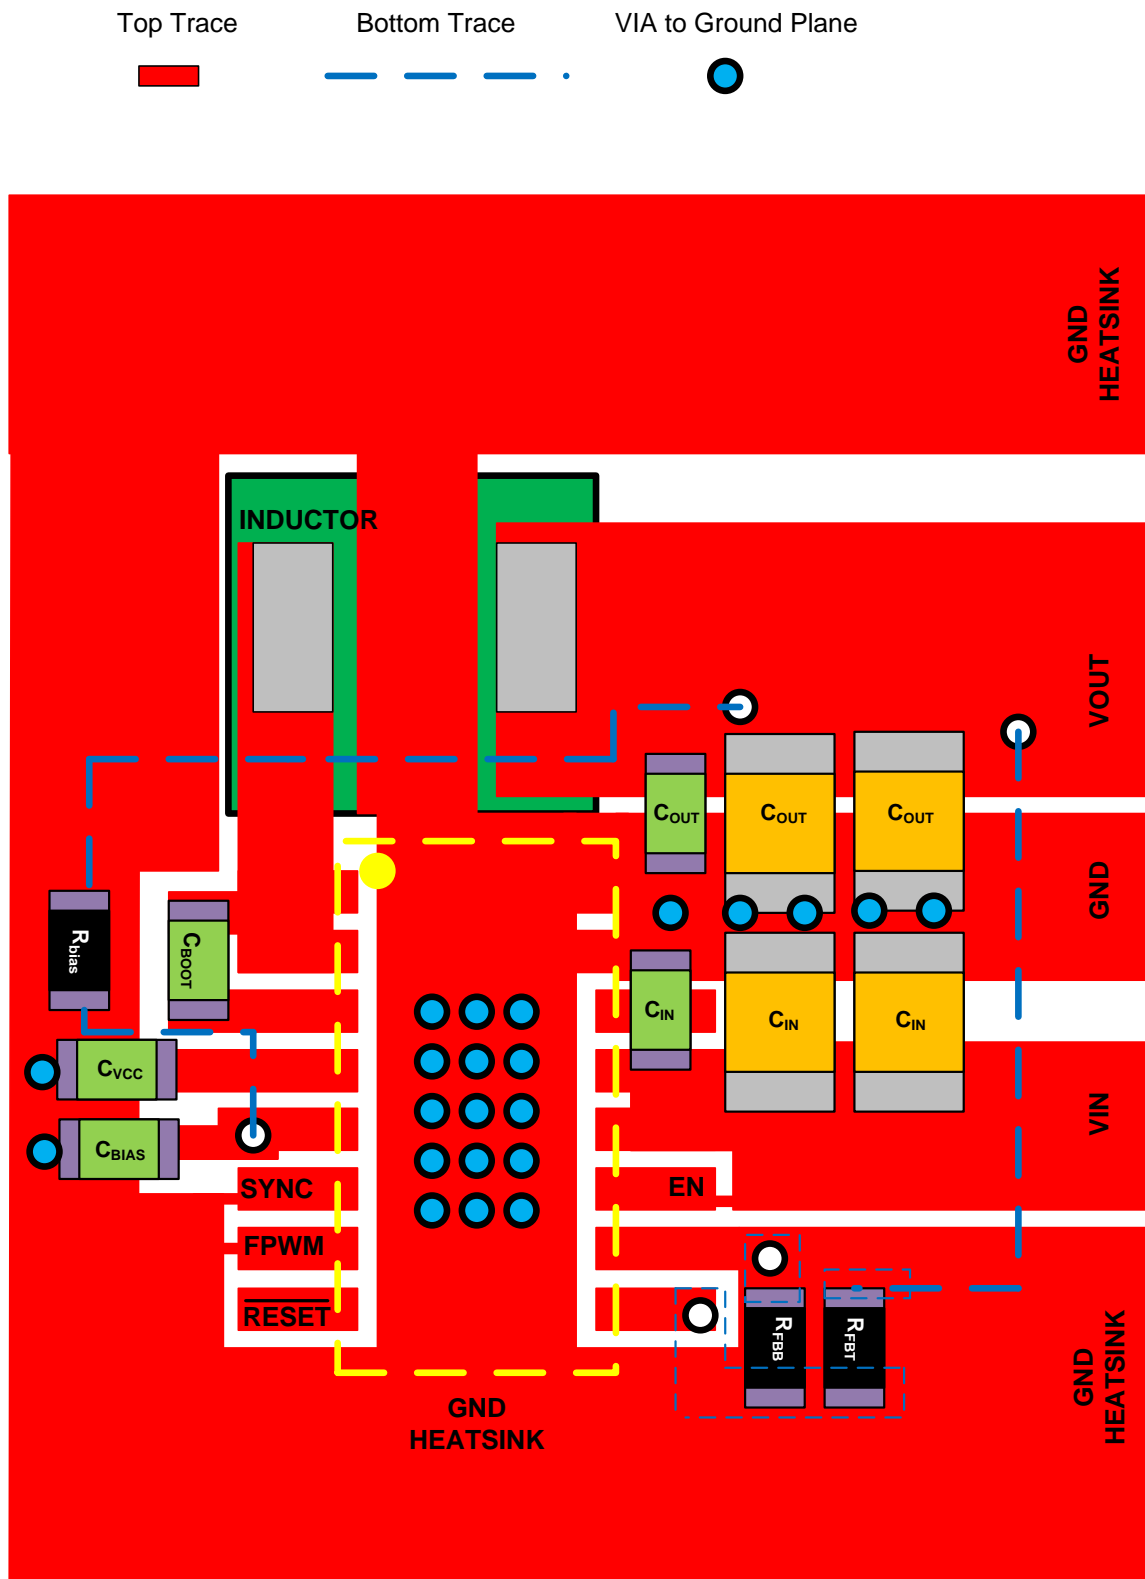 Top Trace Bottom Trace VIA to Ground Plane
GND
HEATSINK
INDUCTOR
VOUT
COUT COUT COUT
GND
Rbias
CBOOT
CIN CIN CIN
CVCC
VIN
CBIAS
SYNC
EN
FPWM
RESET
RFBB
RFBT
GND
HEATSINK
GND
HEATSINK